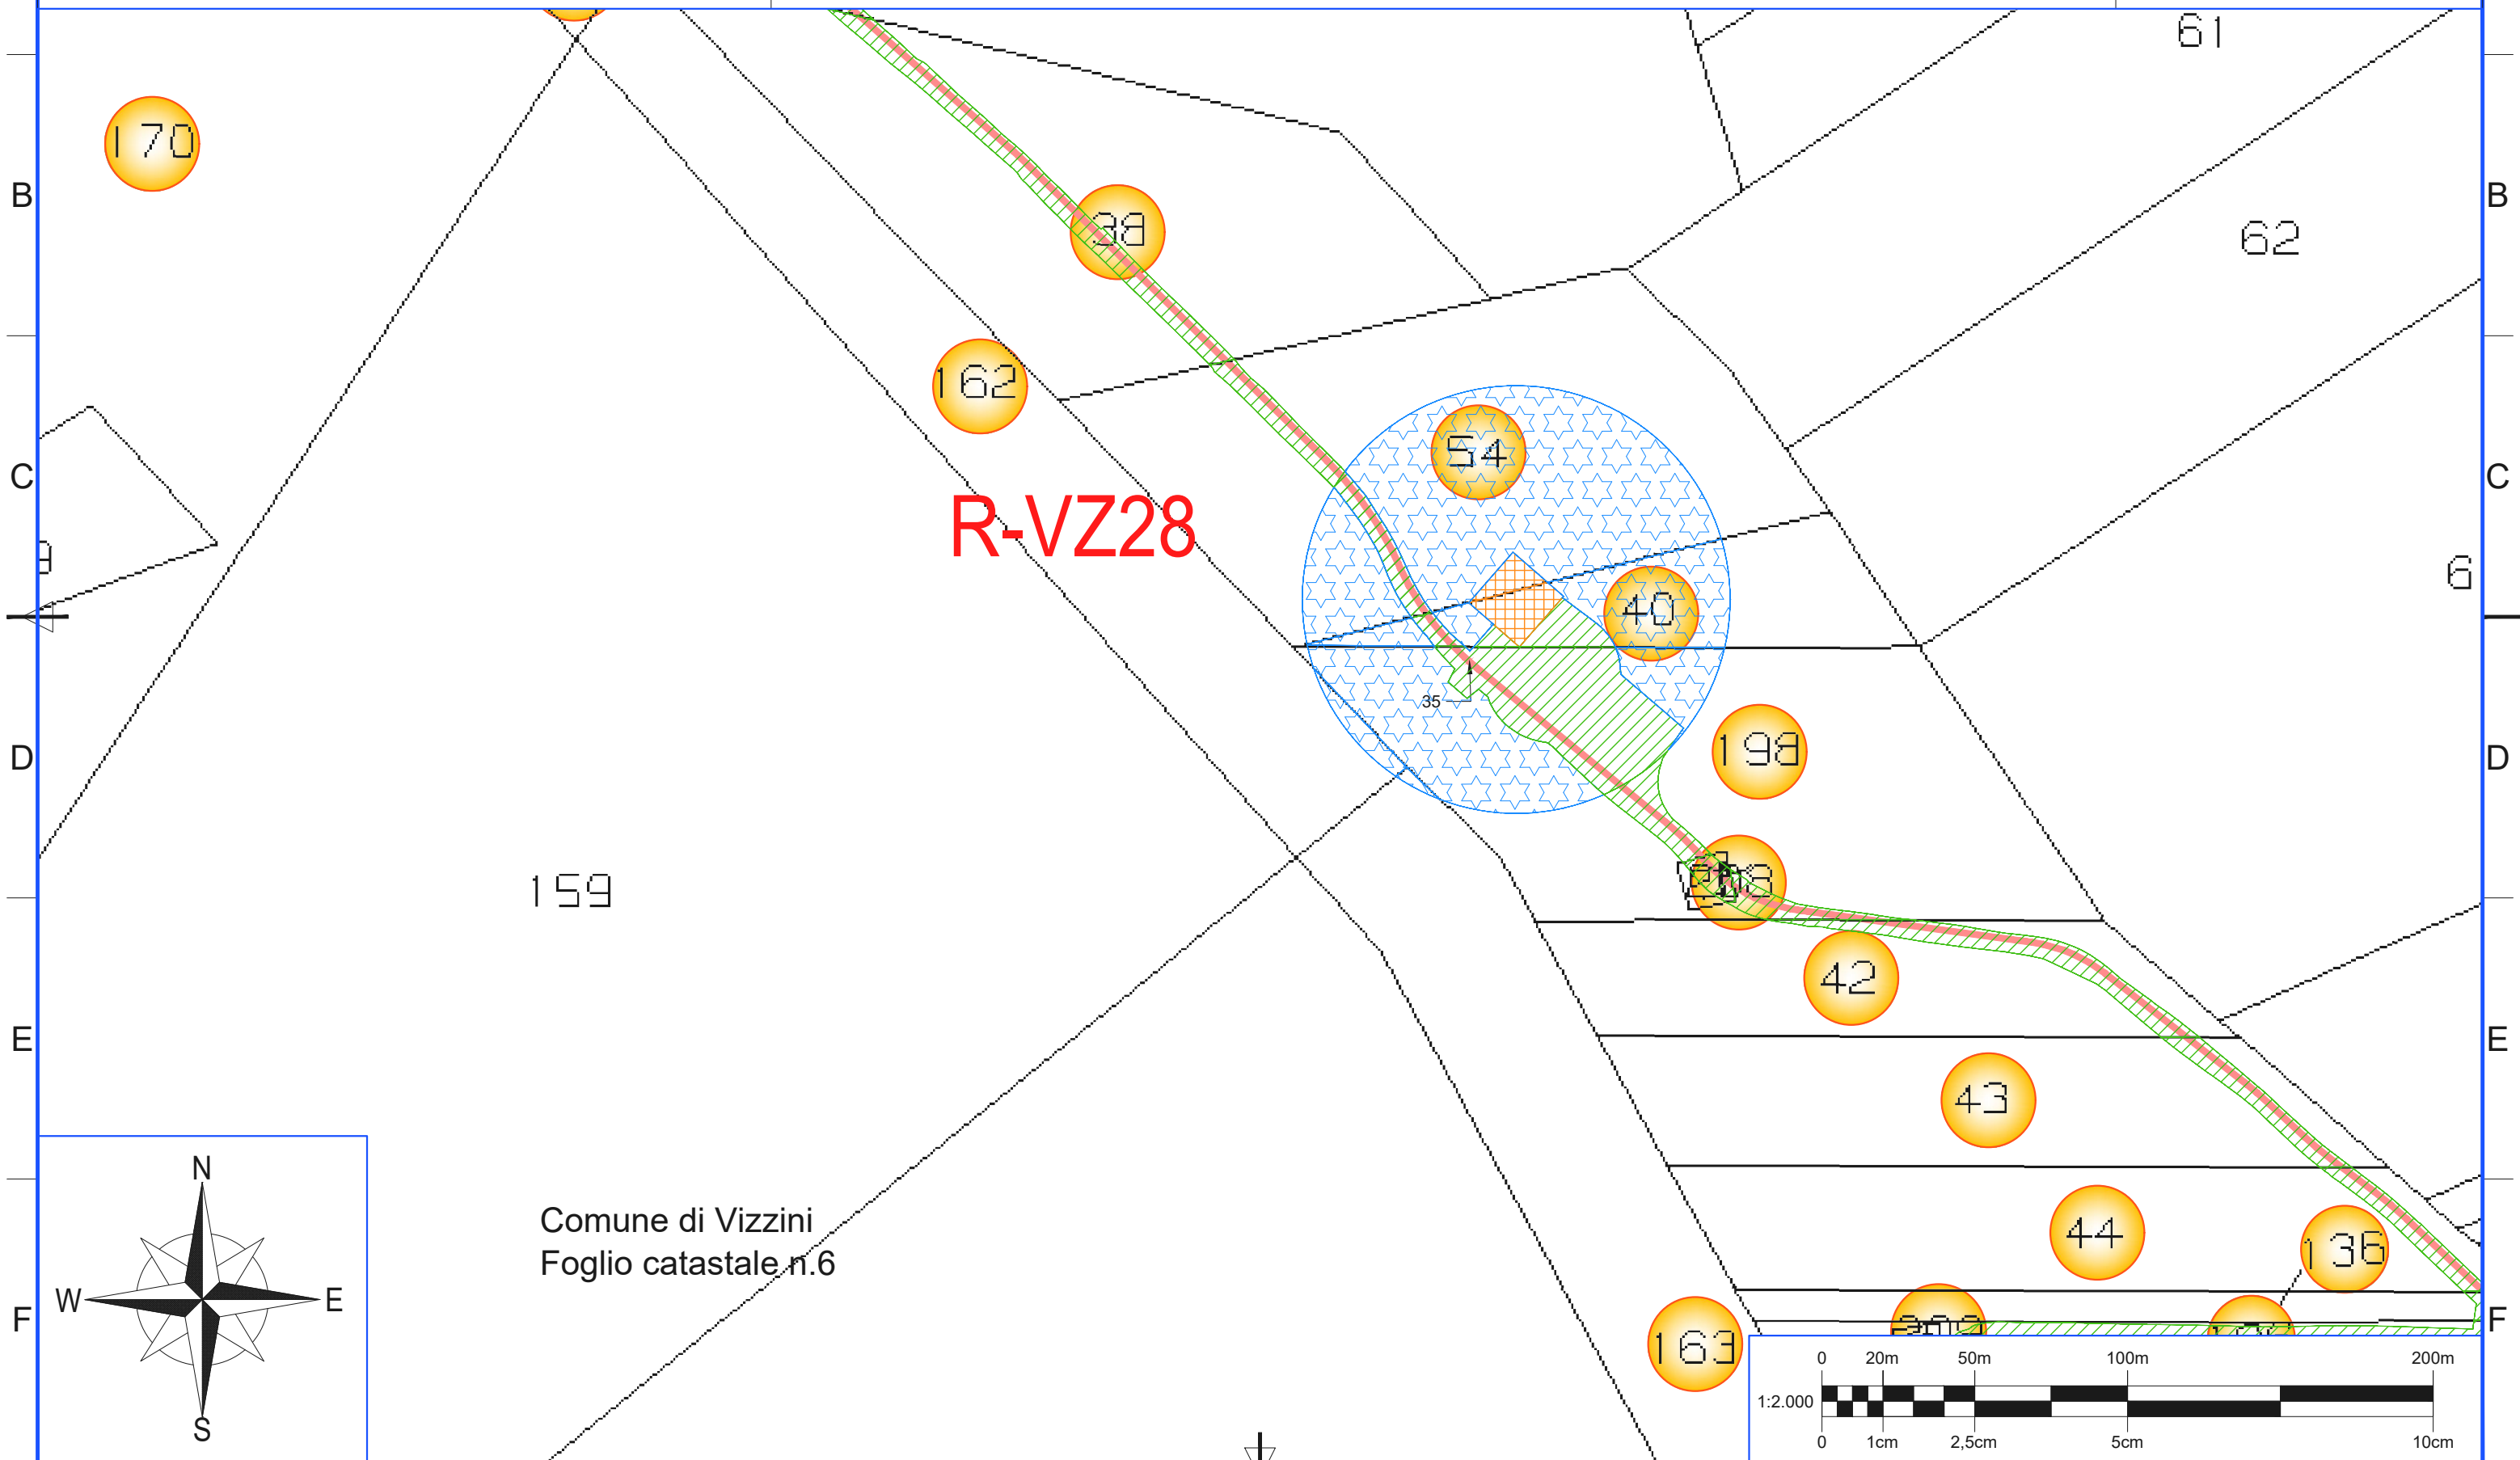 61
170
B
B
38
62
162
54
C
C
R-VZ28
6
40
35
198
D
D
159
42
E
E
43
N
Comune di Vizzini
44
Foglio catastale n.6
136
W
E
F
F
163
0 20m 50m 100m 200m
1:2.000
S
0 1cm 2,5cm 5cm 10cm